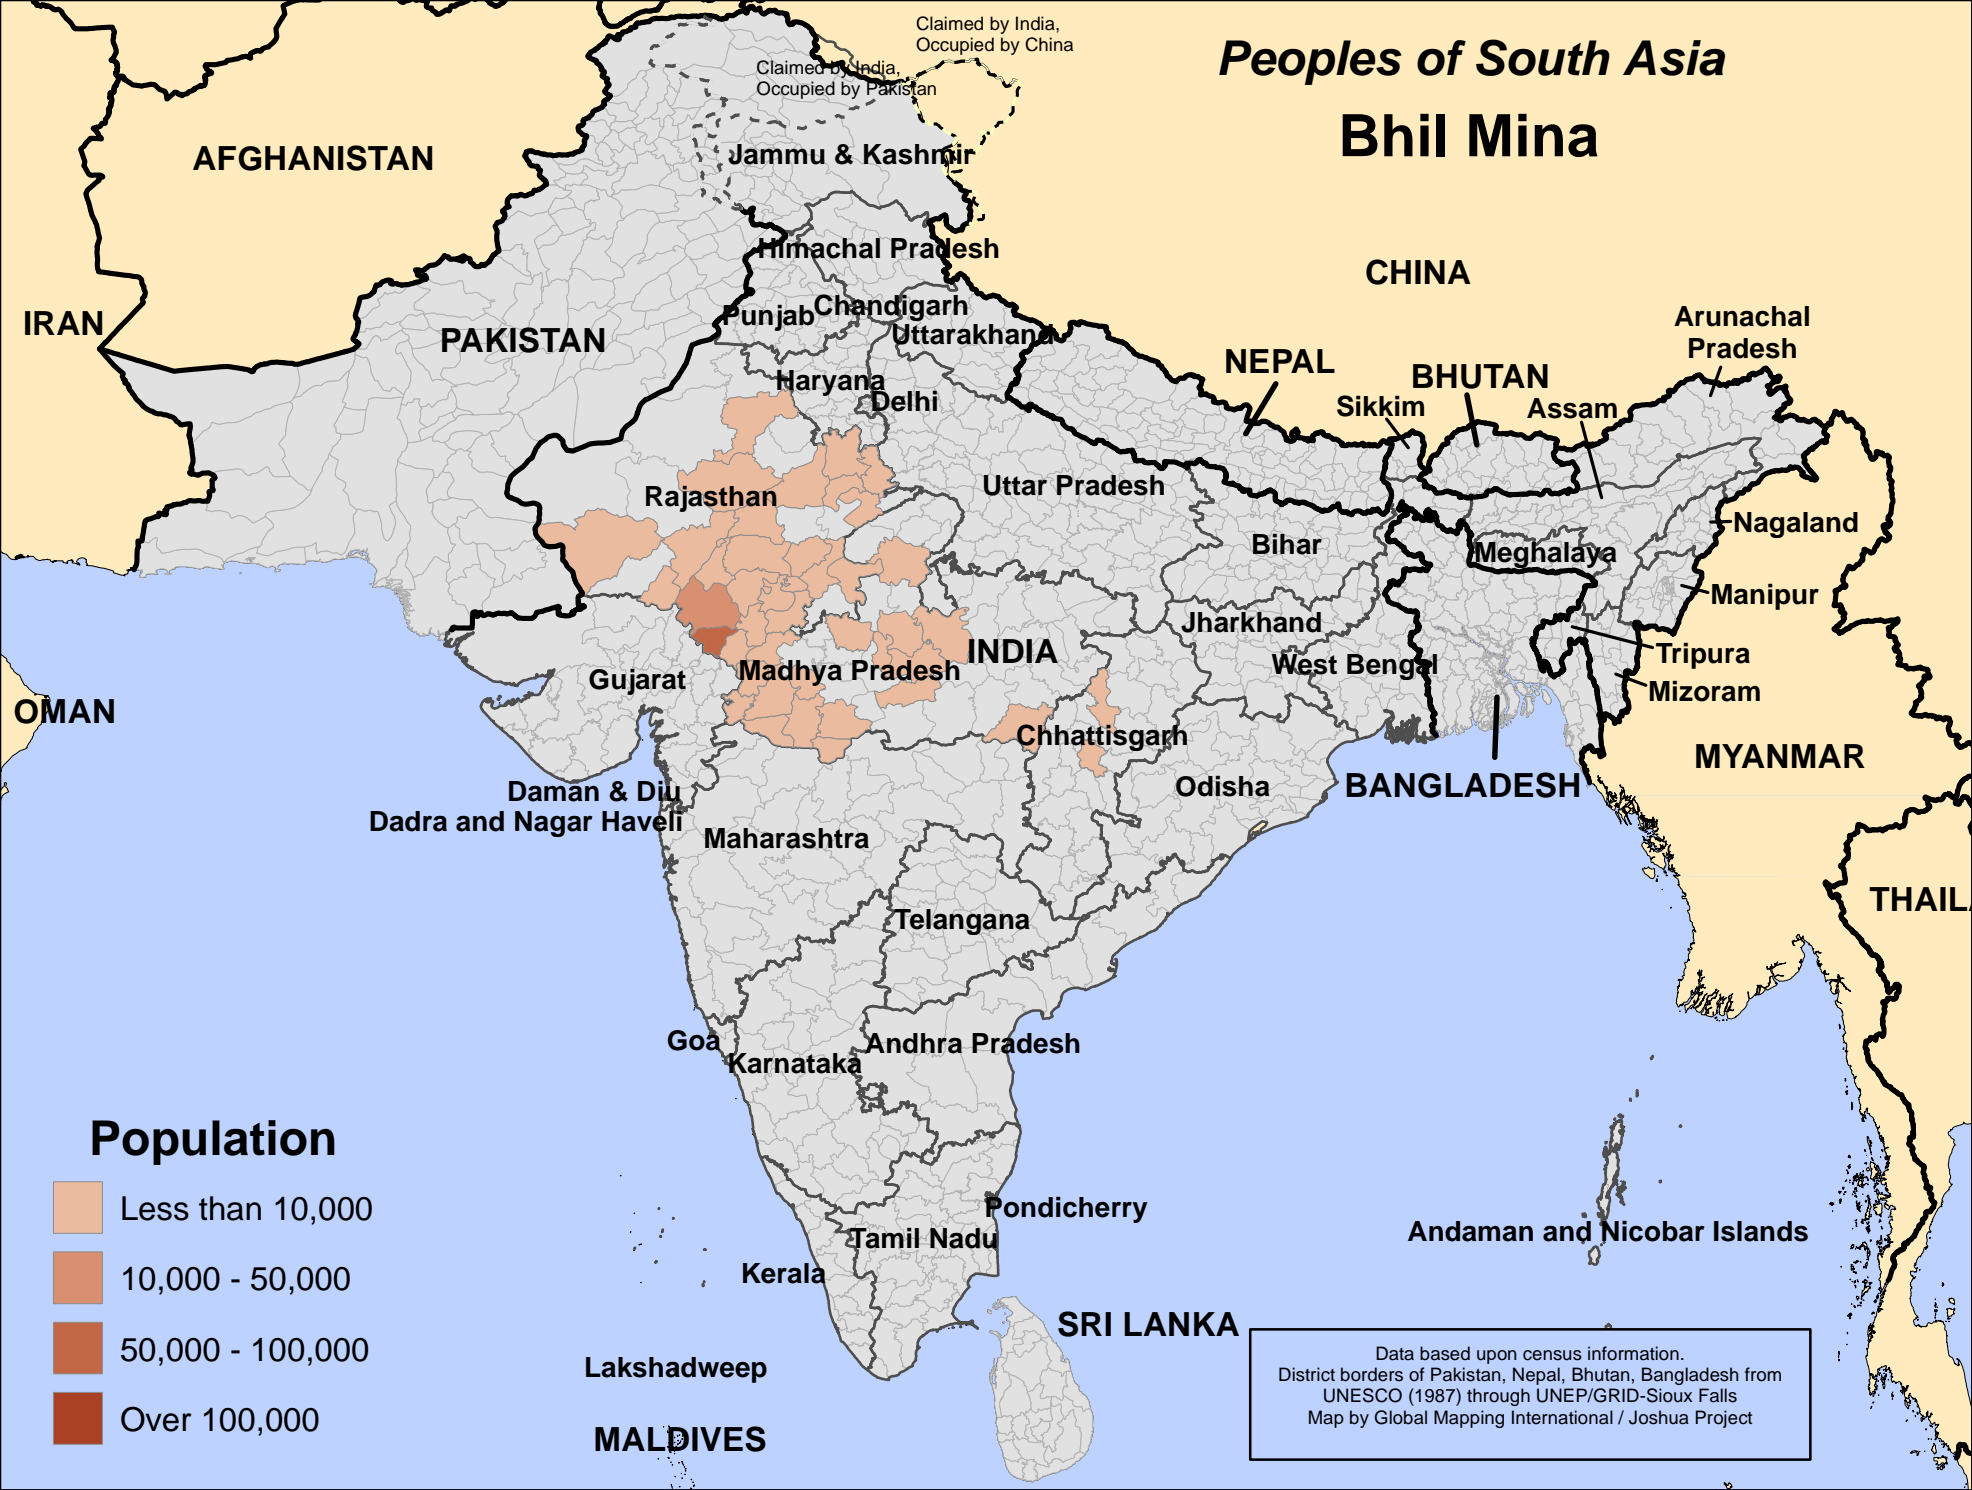 Claimed by India,
Occupied by China
Peoples of South Asia
Bhil Mina
Claimed by India,
Occupied by Pakistan
AFGHANISTAN
Jammu & Kashmir
Himachal Pradesh
CHINA
IRAN
PAKISTAN
Punjab
Chandigarh
Uttarakhand
Arunachal
Pradesh
NEPAL
BHUTAN
Haryana
Delhi
Sikkim
Assam
Rajasthan
Uttar Pradesh
Nagaland
Bihar
Meghalaya
Manipur
Jharkhand
INDIA
Tripura
West Bengal
Madhya Pradesh
Gujarat
Mizoram
OMAN
Chhattisgarh
MYANMAR
Odisha
BANGLADESH
Daman & Diu
Dadra and Nagar Haveli
Maharashtra
THAIL
Telangana
Goa
Andhra Pradesh
Karnataka
Population
Less than 10,000
10,000 - 50,000
50,000 - 100,000
Over 100,000
Pondicherry
Tamil Nadu
Andaman and Nicobar Islands
Kerala
SRI LANKA
Lakshadweep
MALDIVES
Data based upon census information.
District borders of Pakistan, Nepal, Bhutan, Bangladesh from
UNESCO (1987) through UNEP/GRID-Sioux Falls
Map by Global Mapping International / Joshua Project